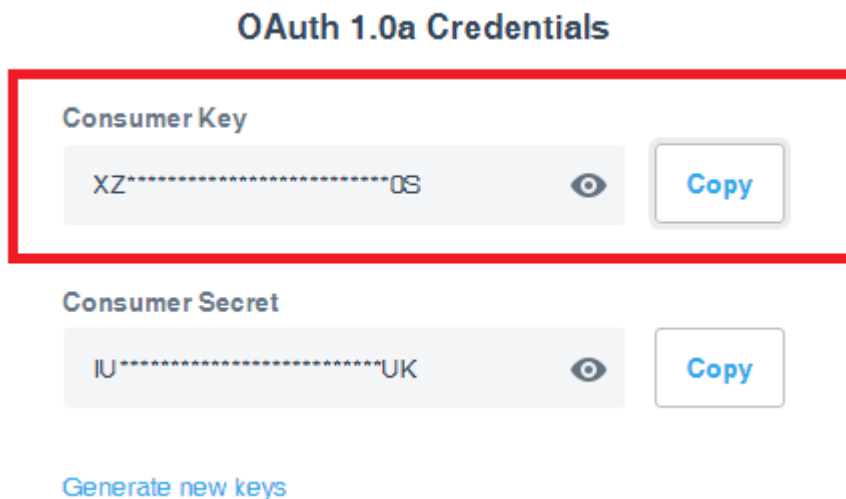 OAuth 1.0a Credentials
Consumer Key
XZ**************************0S
Copy
Consumer Secret
IU**************************UK
Copy
Generate new keys